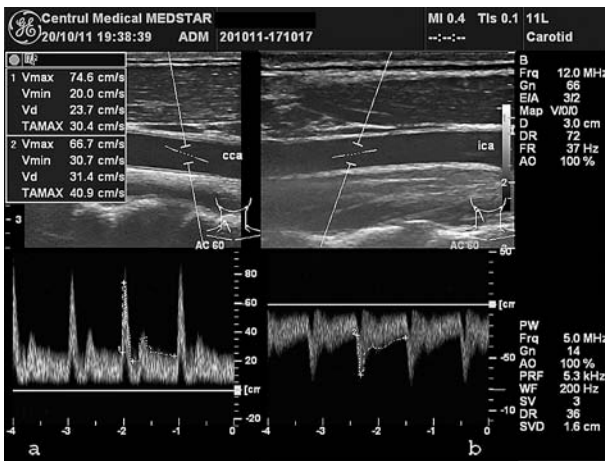 Centrul Medical MEDSTAR
20/10/11 19:38:39 ADM 201011-171017
MI 0.4 TIs 0.1 11L
--:--:-- Carotid
1 Vmax 74.6 cm/s
Vmin 20.0 cm/s
Vd 23.7 cm/s
TAMAX 30.4 cm/s
2 Vmax 66.7 cm/s
Vmin 30.7 cm/s
Vd 31.4 cm/s
TAMAX 40.9 cm/s
cca
ica
3
2
AC 60
AC 60
B
Frq 12.0 MHz
Gn 66
E/A 3/2
Map V/0/0
D 3.0 cm
DR 72
FR 37 Hz
AO 100 %
80
60
40
20
[cm
-20
50
[cm
-50
-10
-4 -3 -2 -1 0
-4 -3 -2 -1 0
PW
Frq 5.0 MHz
Gn 14
AO 100 %
PRF 5.3 kHz
WF 200 Hz
SV 3
DR 36
SVD 1.6 cm
a
b